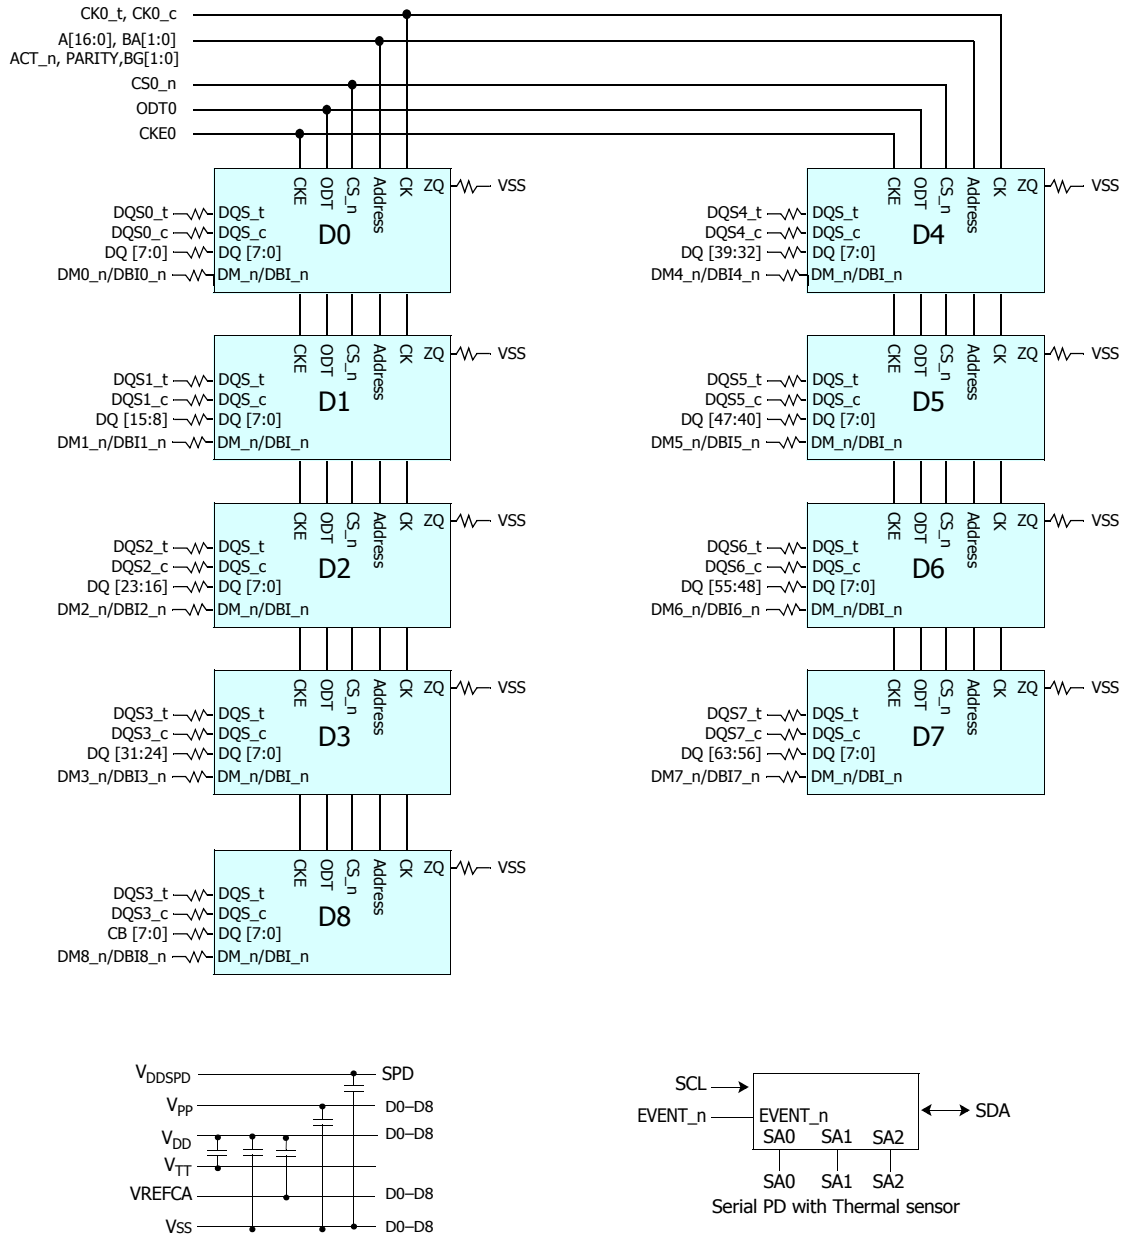 CK0_t, CK0_c
A[16:0], BA[1:0]
ACT_n, PARITY,BG[1:0]
CS0_n
ODT0
CKE0
CKE ODT CS_n Address CK ZQ VSS
DQS0_t DQS_t
DQS0_c DQS_c
D0
DQ [7:0] DQ [7:0]
DM0_n/DBI0_n DM_n/DBI_n
CKE ODT CS_n Address CK ZQ VSS
DQS1_t DQS_t
DQS1_c DQS_c
D1
DQ [15:8] DQ [7:0]
DM1_n/DBI1_n DM_n/DBI_n
CKE ODT CS_n Address CK ZQ VSS
DQS2_t DQS_t
DQS2_c DQS_c
D2
DQ [23:16] DQ [7:0]
DM2_n/DBI2_n DM_n/DBI_n
CKE ODT CS_n Address CK ZQ VSS
DQS3_t DQS_t
DQS3_c DQS_c
D3
DQ [31:24] DQ [7:0]
DM3_n/DBI3_n DM_n/DBI_n
CKE ODT CS_n Address CK ZQ VSS
DQS3_t DQS_t
DQS3_c DQS_c
D8
CB [7:0] DQ [7:0]
DM8_n/DBI8_n DM_n/DBI_n
CKE ODT CS_n Address CK ZQ VSS
DQS4_t DQS_t
DQS4_c DQS_c
D4
DQ [39:32] DQ [7:0]
DM4_n/DBI4_n DM_n/DBI_n
CKE ODT CS_n Address CK ZQ VSS
DQS5_t DQS_t
DQS5_c DQS_c
D5
DQ [47:40] DQ [7:0]
DM5_n/DBI5_n DM_n/DBI_n
CKE ODT CS_n Address CK ZQ VSS
DQS6_t DQS_t
DQS6_c DQS_c
D6
DQ [55:48] DQ [7:0]
DM6_n/DBI6_n DM_n/DBI_n
CKE ODT CS_n Address CK ZQ VSS
DQS7_t DQS_t
DQS7_c DQS_c
D7
DQ [63:56] DQ [7:0]
DM7_n/DBI7_n DM_n/DBI_n
VDDSPD SPD
VPP D0–D8
VDD D0–D8
VTT
VREFCA D0–D8
Vss D0–D8
SCL
EVENT_n EVENT_n SDA
SA0 SA1 SA2
SA0 SA1 SA2
Serial PD with Thermal sensor